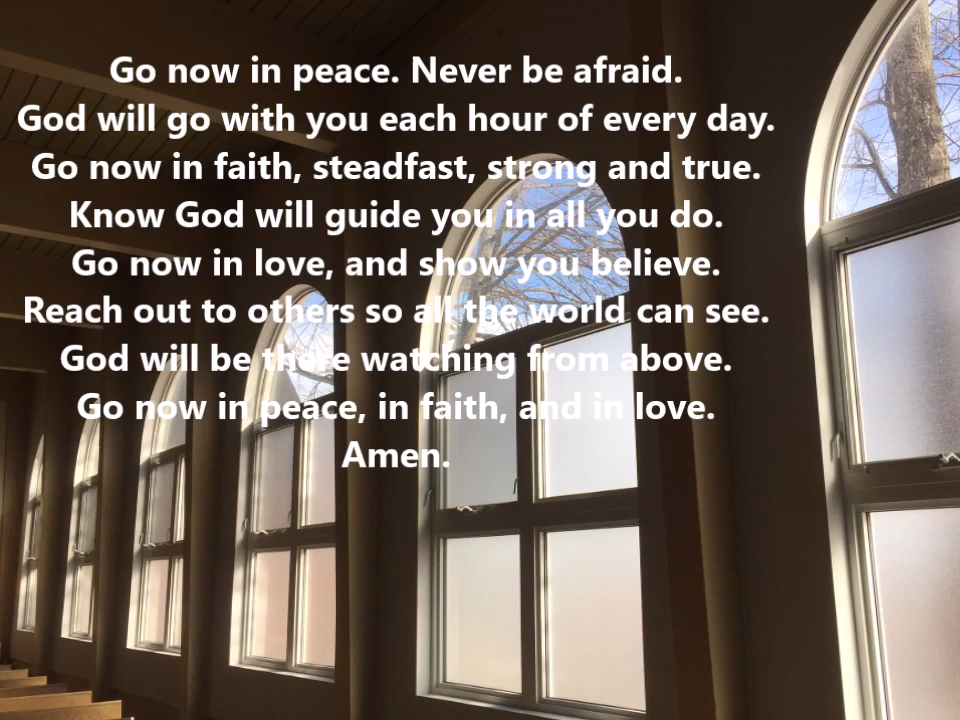 Go now in peace. Never be afraid.
God will go with you each hour of every day.
Go now in faith, steadfast, strong and true.
Know God will guide you in all you do.
Go now in love, and show you believe.
Reach out to others so all the world can see.
God will be there watching from above.
Go now in peace, in faith, and in love.
Amen.